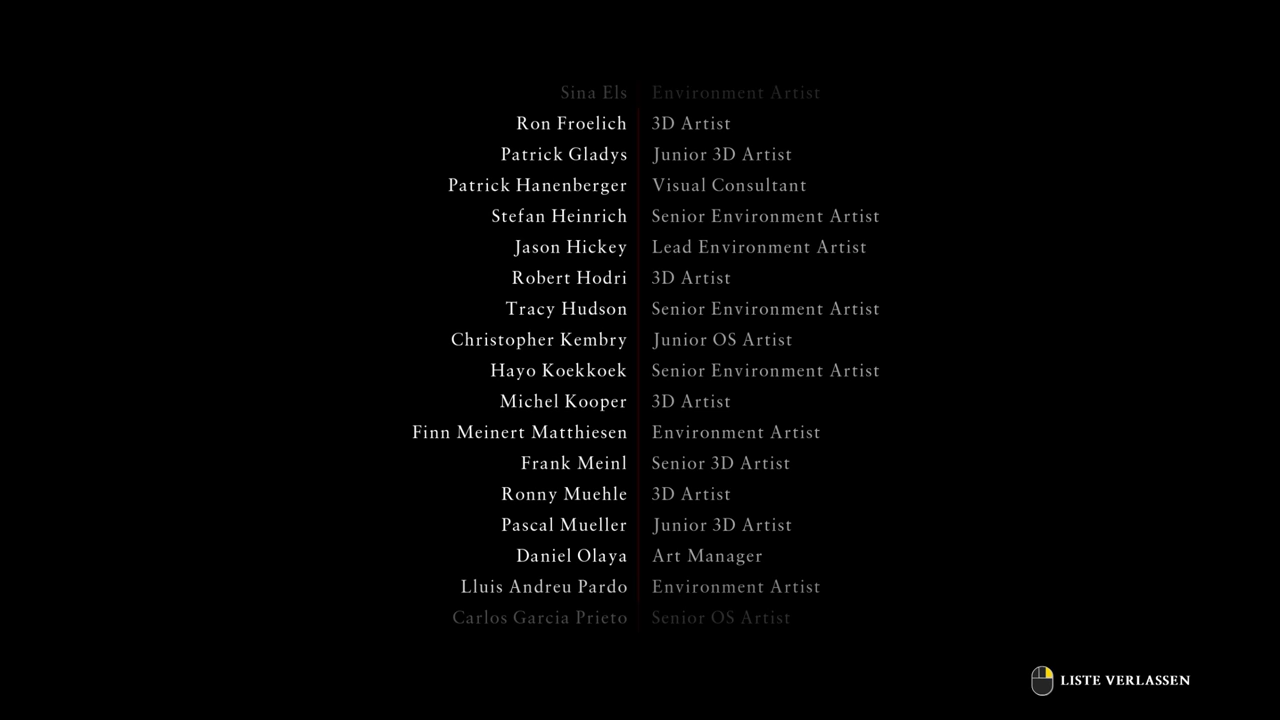 Sina Els Environment Artist
Ron Froelich 3D Artist
Patrick Gladys Junior 3D Artist
Patrick Hanenberger Visual Consultant
Stefan Heinrich Senior Environment Artist
Jason Hickey Lead Environment Artist
Robert Hodri 3D Artist
Tracy Hudson Senior Environment Artist
Christopher Kembry Junior OS Artist
Hayo Koekkoek Senior Environment Artist
Michel Kooper 3D Artist
Finn Meinert Matthiesen Environment Artist
Frank Meinl Senior 3D Artist
Ronny Muehle 3D Artist
Pascal Mueller Junior 3D Artist
Daniel Olaya Art Manager
Lluis Andreu Pardo Environment Artist
Carlos Garcia Prieto Senior OS Artist
LISTE VERLASSEN